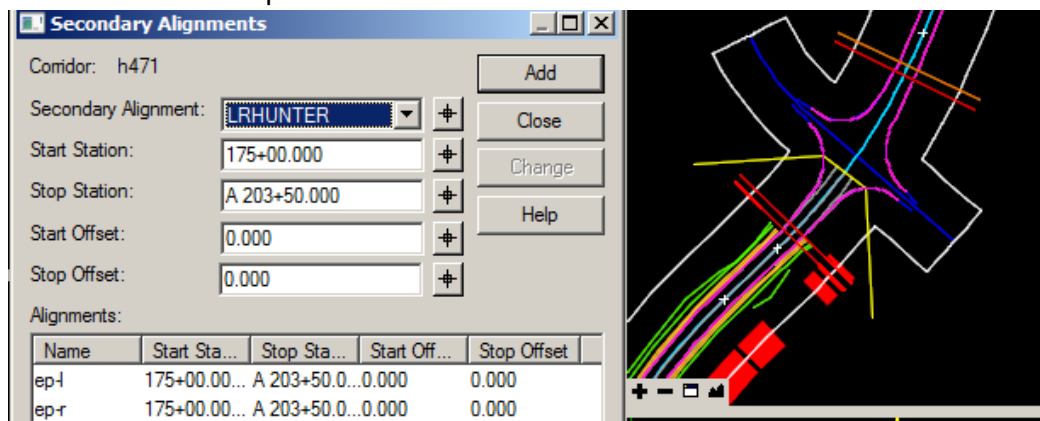 Secondary Alignments
Corridor: h471
Add
Secondary Alignment: LRHUNTER
Close
Start Station: 175+00.000
Change
Stop Station: A 203+50.000
Help
Start Offset: 0.000
Stop Offset: 0.000
Alignments:
Name Start Sta... Stop Sta... Start Off... Stop Offset
ep-l 175+00.00... A 203+50.0...0.000 0.000
ep-r 175+00.00... A 203+50.0...0.000 0.000